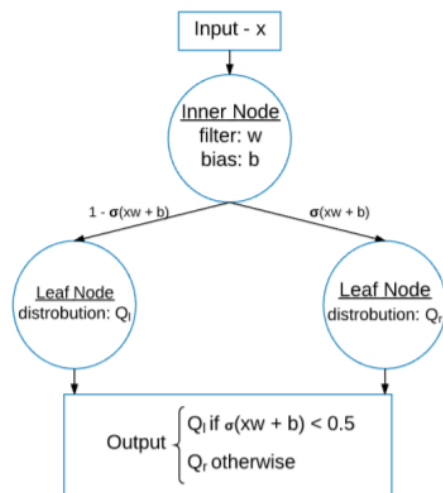 Input - x
Inner Node
filter: w
bias: b
1 - σ(xw + b)
σ(xw + b)
Leaf Node
distrobution: Qₗ
Leaf Node
distrobution: Qᵣ
Output { Qₗ if σ(xw + b) < 0.5
Qᵣ otherwise